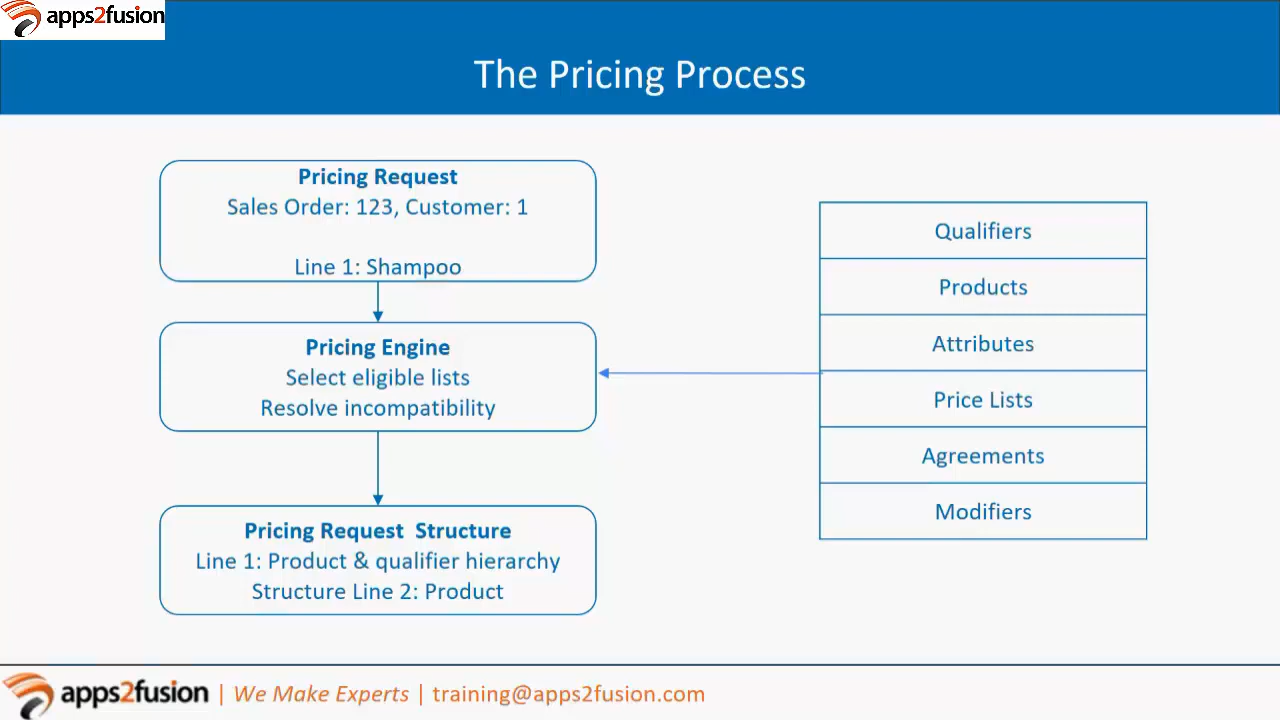 apps2fusion
The Pricing Process
Pricing Request
Sales Order: 123, Customer: 1
Line 1: Shampoo
Pricing Engine
Select eligible lists
Resolve incompatibility
Pricing Request  Structure
Line 1: Product & qualifier hierarchy
Structure Line 2: Product
Qualifiers
Products
Attributes
Price Lists
Agreements
Modifiers
apps2fusion | We Make Experts | training@apps2fusion.com